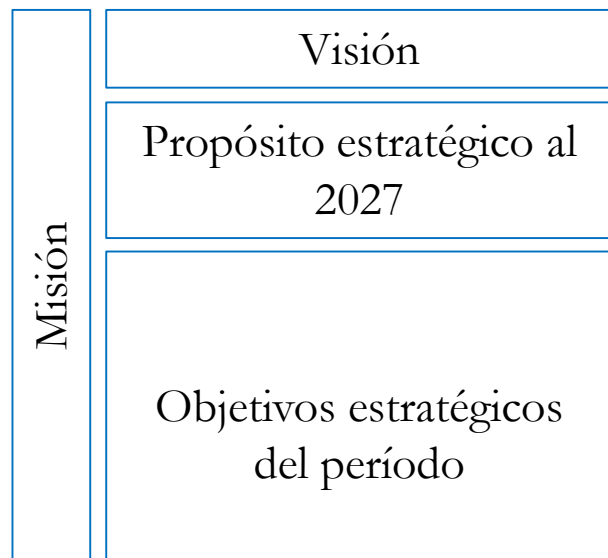 Misión
Visión
Propósito estratégico al
2027
Objetivos estratégicos
del período